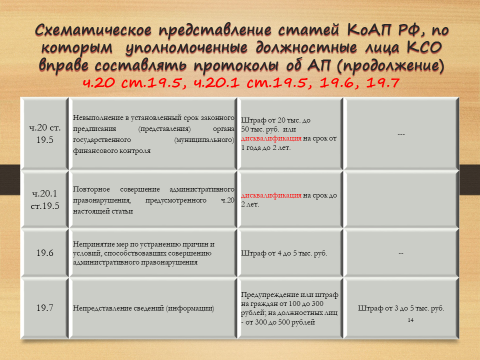 Схематическое представление статей КоАП РФ, по
которым уполномоченные должностные лица КСО
вправе составлять протоколы об АП (продолжение)
ч.20 ст.19.5, ч.20.1 ст.19.5, 19.6, 19.7
ч.20 ст.
19.5
Невыполнение в установленный срок законного
предписания (представления) органа
государственного (муниципального)
финансового контроля
Штраф от 20 тыс. до
50 тыс. руб. или
дисквалификация на срок от
1 года до 2 лет.
---
ч.20.1
ст.19.5
Повторное совершение административного
правонарушения, предусмотренного ч.20
настоящей статьи
дисквалификация на срок до
2 лет.
19.6
Непринятие мер по устранению причин и
условий, способствовавших совершению
административного правонарушения
Штраф от 4 до 5 тыс. руб.
--
19.7
Непредставление сведений (информации)
Предупреждение или штраф
на граждан от 100 до 300
рублей; на должностных лиц
- от 300 до 500 рублей
Штраф от 3 до 5 тыс. руб.
14